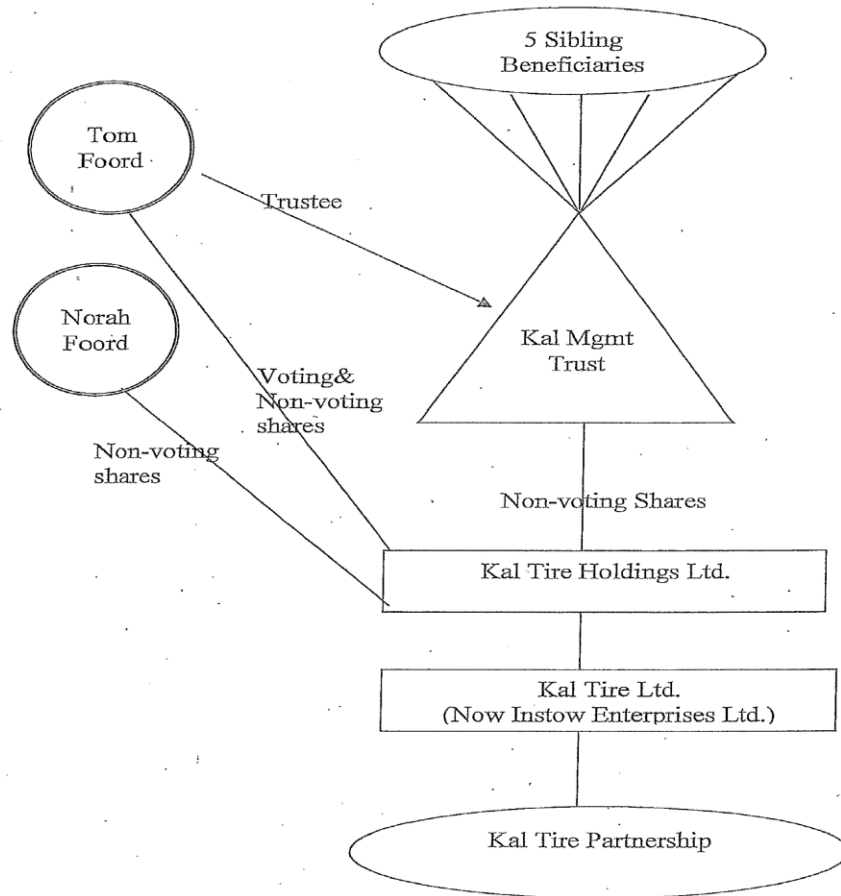 5 Sibling
Beneficiaries
Tom
Foord
Trustee
Norah
Foord
Kal Mgmt
Trust
Voting&
Non-voting
shares
Non-voting
shares
Non-voting Shares
Kal Tire Holdings Ltd.
Kal Tire Ltd.
(Now Instow Enterprises Ltd.)
Kal Tire Partnership